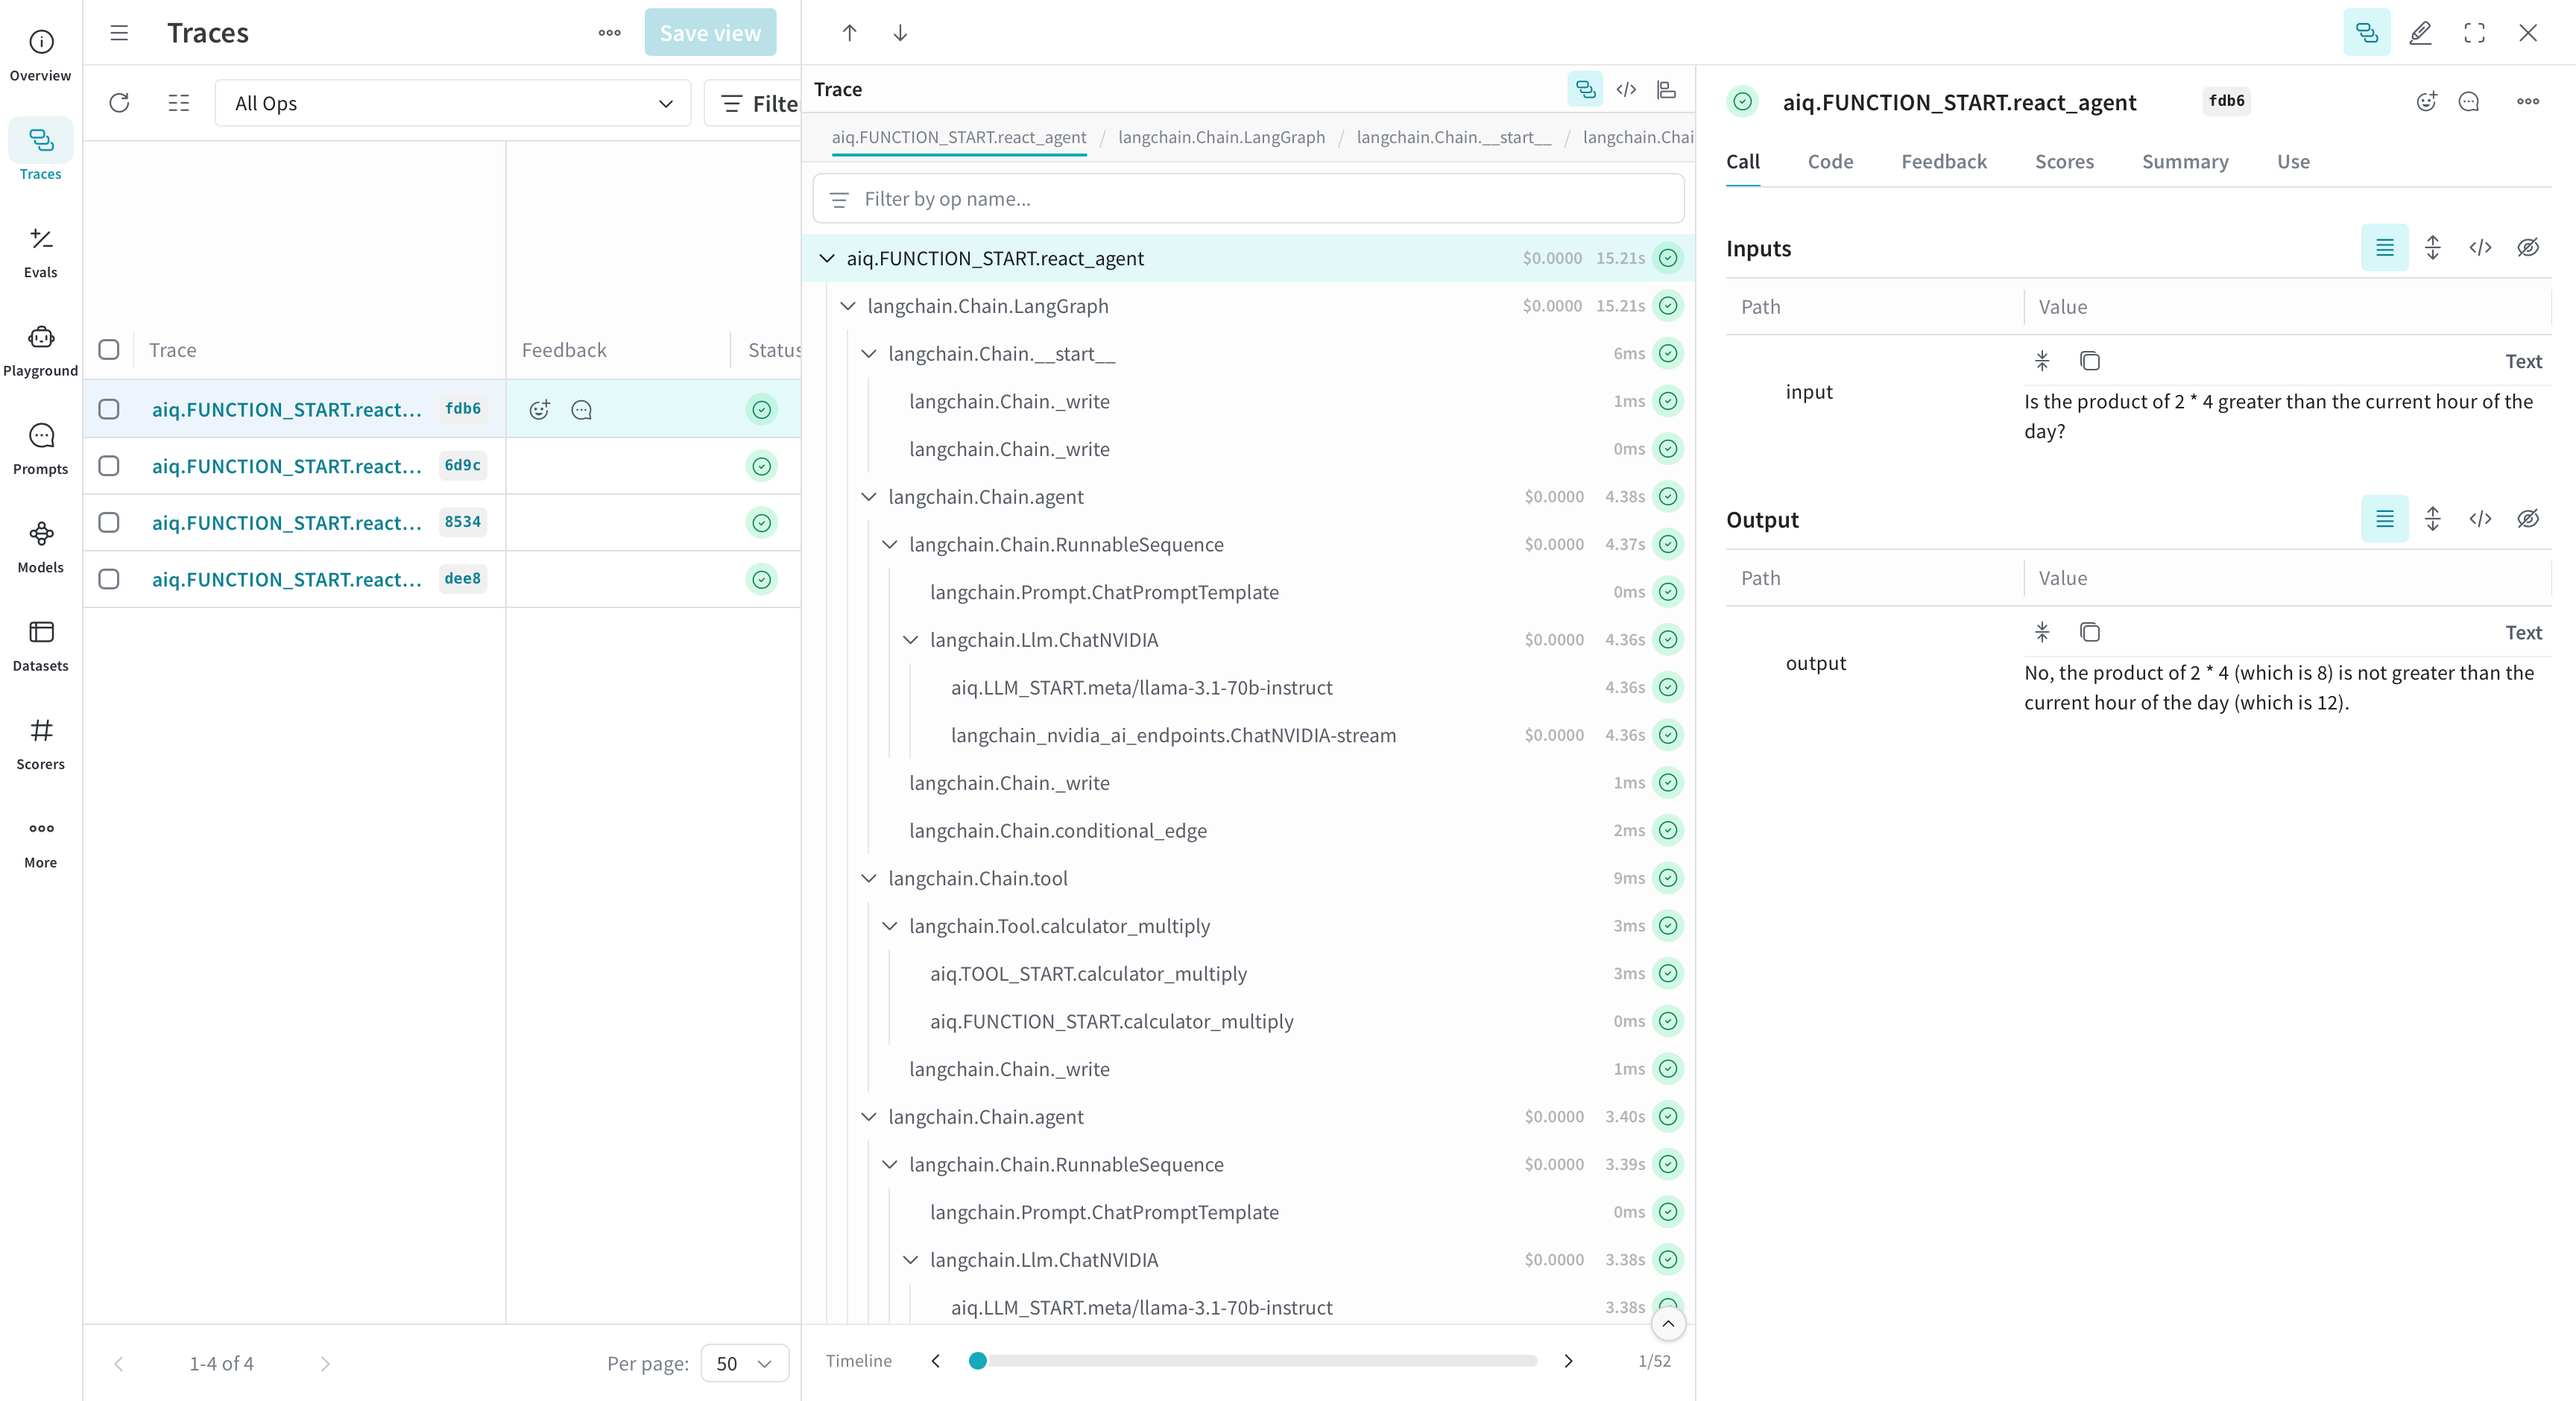 Overview
Traces
Evals
Playground
Prompts
Models
Datasets
Scorers
More
Traces
Save view
All Ops
Filte
Trace
Feedback
Status
aiq.FUNCTION_START.react... fdb6
aiq.FUNCTION_START.react... 6d9c
aiq.FUNCTION_START.react... 8534
aiq.FUNCTION_START.react... dee8
1-4 of 4
Per page: 50
Trace
aiq.FUNCTION_START.react_agent / langchain.Chain.LangGraph / langchain.Chain.__start__ / langchain.Chai
Filter by op name...
aiq.FUNCTION_START.react_agent $0.0000 15.21s
langchain.Chain.LangGraph $0.0000 15.21s
langchain.Chain.__start__ 6ms
langchain.Chain._write 1ms
langchain.Chain._write 0ms
langchain.Chain.agent $0.0000 4.38s
langchain.Chain.RunnableSequence $0.0000 4.37s
langchain.Prompt.ChatPromptTemplate 0ms
langchain.Llm.ChatNVIDIA $0.0000 4.36s
aiq.LLM_START.meta/llama-3.1-70b-instruct 4.36s
langchain_nvidia_ai_endpoints.ChatNVIDIA-stream $0.0000 4.36s
langchain.Chain._write 1ms
langchain.Chain.conditional_edge 2ms
langchain.Chain.tool 9ms
langchain.Tool.calculator_multiply 3ms
aiq.TOOL_START.calculator_multiply 3ms
aiq.FUNCTION_START.calculator_multiply 0ms
langchain.Chain._write 1ms
langchain.Chain.agent $0.0000 3.40s
langchain.Chain.RunnableSequence $0.0000 3.39s
langchain.Prompt.ChatPromptTemplate 0ms
langchain.Llm.ChatNVIDIA $0.0000 3.38s
aiq.LLM_START.meta/llama-3.1-70b-instruct 3.38s
Timeline 1/52
aiq.FUNCTION_START.react_agent fdb6
Call Code Feedback Scores Summary Use
Inputs
Path Value
Text
input
Is the product of 2 * 4 greater than the current hour of the
day?
Output
Path Value
Text
output
No, the product of 2 * 4 (which is 8) is not greater than the
current hour of the day (which is 12).